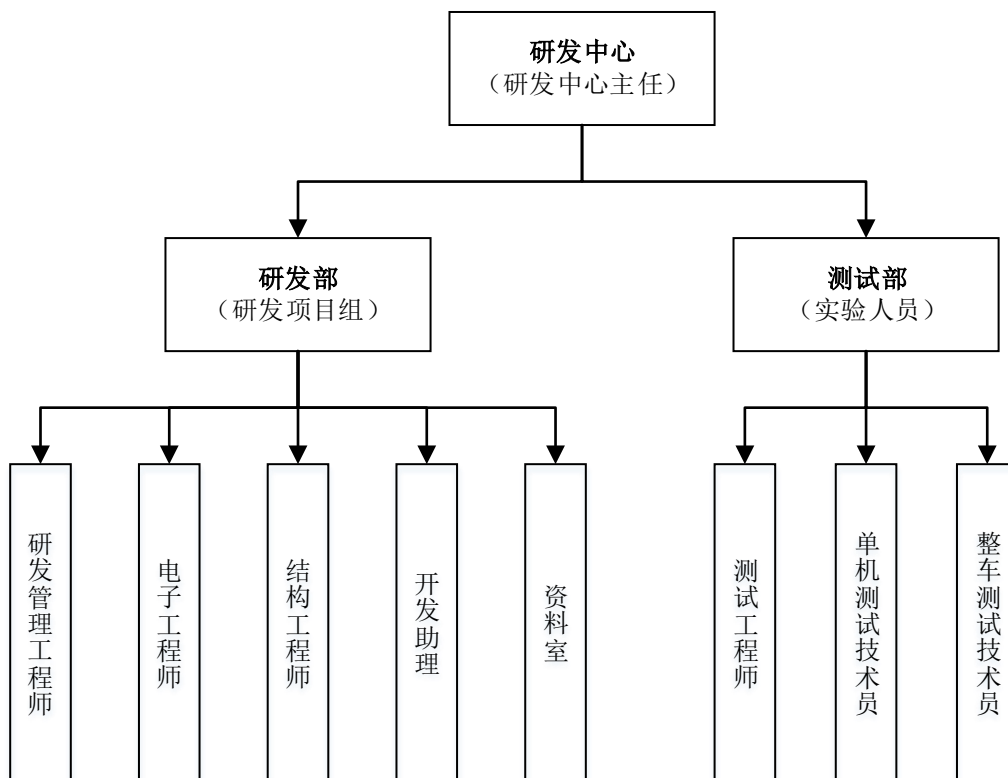 研发中心
（研发中心主任）
研发部
（研发项目组）
测试部
（实验人员）
研发管理工程师
电子工程师
结构工程师
开发助理
资料室
测试工程师
单机测试技术员
整车测试技术员